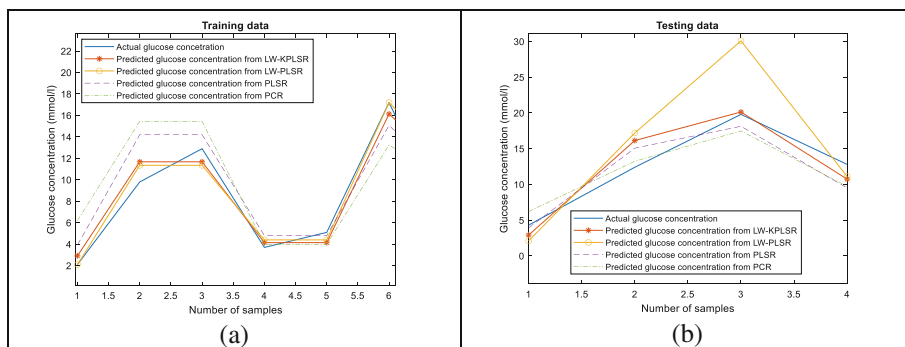 Training data
22
20
18
16
14
12
10
8
6
4
2
Glucose concentration (mmol/l)
Actual glucose concetration
Predicted glucose concentration from LW-KPLSR
Predicted glucose concentration from LW-PLSR
Predicted glucose concentration from PLSR
Predicted glucose concentration from PCR
1 1.5 2 2.5 3 3.5 4 4.5 5 5.5 6
Number of samples
(a)
Testing data
30
25
20
15
10
5
0
Glucose concentration (mmol/l)
Actual glucose concentration
Predicted glucose concentration from LW-KPLSR
Predicted glucose concentration from LW-PLSR
Predicted glucose concentration from PLSR
Predicted glucose concentration from PCR
1 1.5 2 2.5 3 3.5 4
Number of samples
(b)